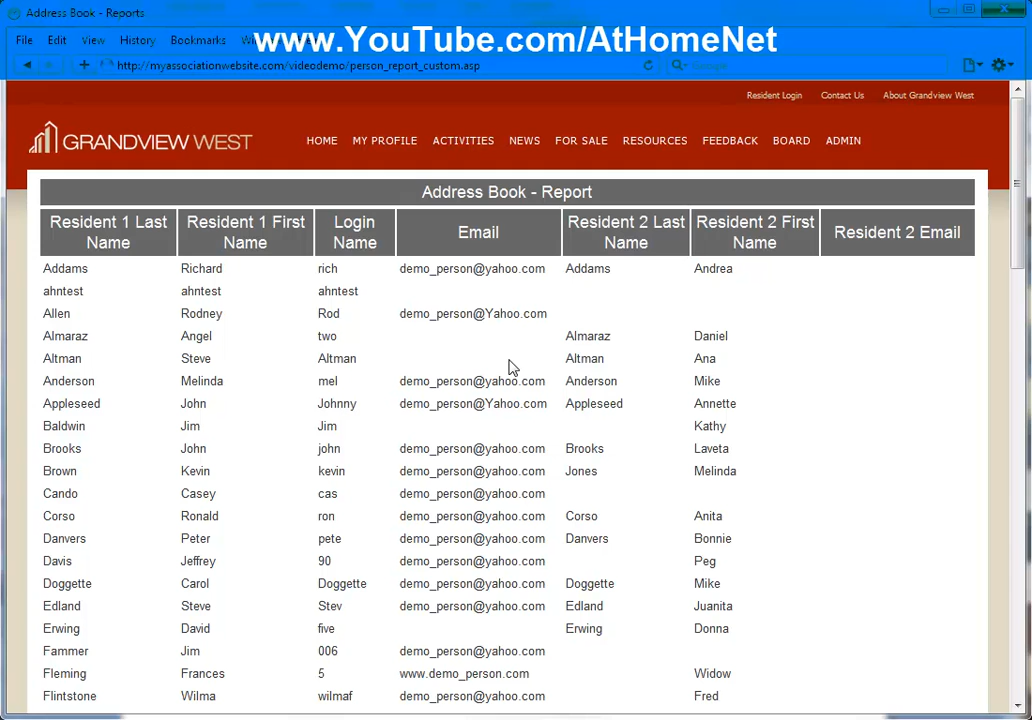 Address Book - Reports
www.YouTube.com/AtHomeNet
File Edit View History Bookmarks
http://myassociationwebsite.com/videodemo/person_report_custom.asp
Resident Login Contact Us About Grandview West
GRANDVIEW WEST HOME MY PROFILE ACTIVITIES NEWS FOR SALE RESOURCES FEEDBACK BOARD ADMIN
Address Book - Report
Resident 1 Last Name Resident 1 First Name Login Name Email Resident 2 Last Name Resident 2 First Name Resident 2 Email
Addams Richard rich demo_person@yahoo.com Addams Andrea
ahntest ahntest ahntest
Allen Rodney Rod demo_person@Yahoo.com
Almaraz Angel two Almaraz Daniel
Altman Steve Altman Altman Ana
Anderson Melinda mel demo_person@yahoo.com Anderson Mike
Appleseed John Johnny demo_person@Yahoo.com Appleseed Annette
Baldwin Jim Jim Kathy
Brooks John john demo_person@yahoo.com Brooks Laveta
Brown Kevin kevin demo_person@yahoo.com Jones Melinda
Cando Casey cas demo_person@yahoo.com
Corso Ronald ron demo_person@yahoo.com Corso Anita
Danvers Peter pete demo_person@yahoo.com Danvers Bonnie
Davis Jeffrey 90 demo_person@yahoo.com Peg
Doggette Carol Doggette demo_person@yahoo.com Doggette Mike
Edland Steve Stev demo_person@yahoo.com Edland Juanita
Erwing David five Erwing Donna
Fammer Jim 006 demo_person@yahoo.com
Fleming Frances 5 www.demo_person.com Widow
Flintstone Wilma wilmaf demo_person@yahoo.com Fred